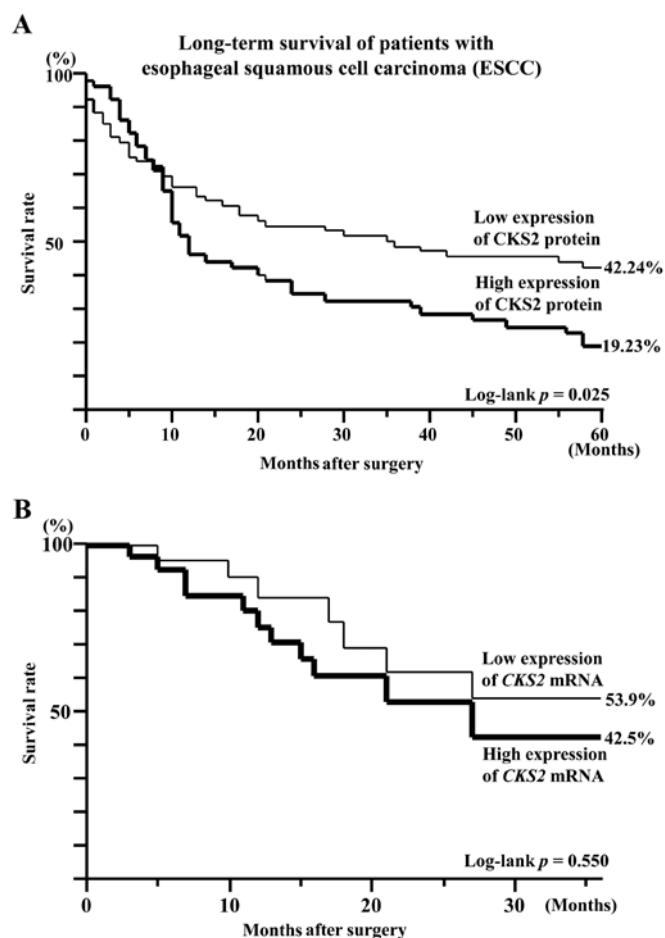 A
Long-term survival of patients with
esophageal squamous cell carcinoma (ESCC)
(%)
100
50
Survival rate
Low expression
of CKS2 protein
42.24%
High expression
of CKS2 protein
19.23%
Log-lank p = 0.025
0 10 20 30 40 50 60
Months after surgery
(Months)
B
(%)
100
50
Survival rate
Low expression
of CKS2 mRNA
53.9%
42.5%
High expression
of CKS2 mRNA
Log-lank p = 0.550
0 10 20 30 (Months)
Months after surgery